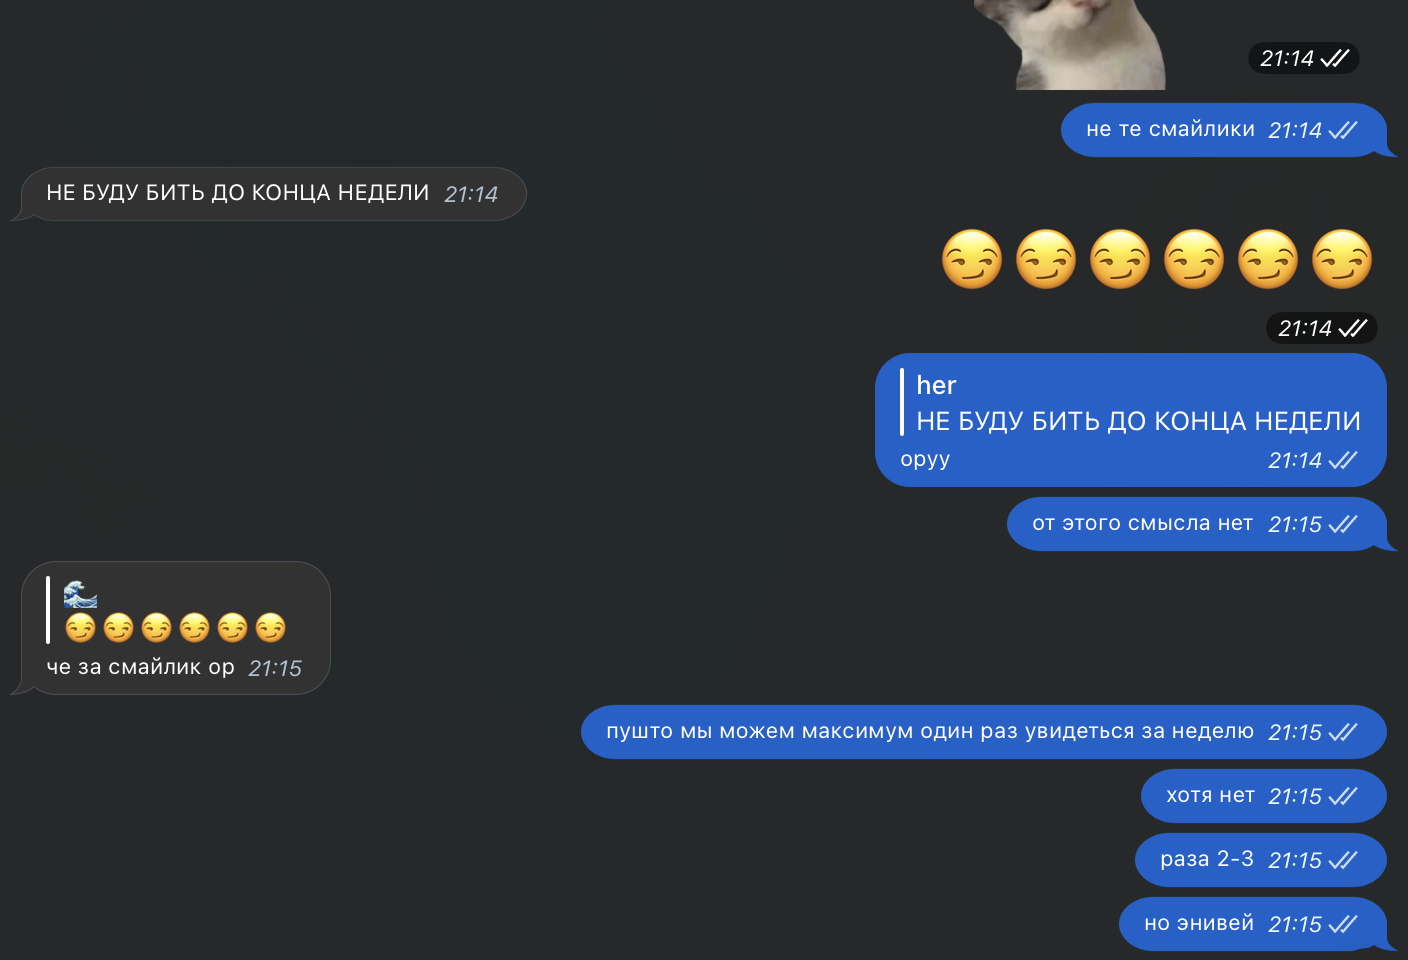 21:14
не те смайлики 21:14
НЕ БУДУ БИТЬ ДО КОНЦА НЕДЕЛИ 21:14
😏😏😏😏😏😏
21:14
her
НЕ БУДУ БИТЬ ДО КОНЦА НЕДЕЛИ
оруу 21:14
от этого смысла нет 21:15
🌊
😏😏😏😏😏😏
че за смайлик ор 21:15
пушто мы можем максимум один раз увидеться за неделю 21:15
хотя нет 21:15
раза 2-3 21:15
но энивей 21:15